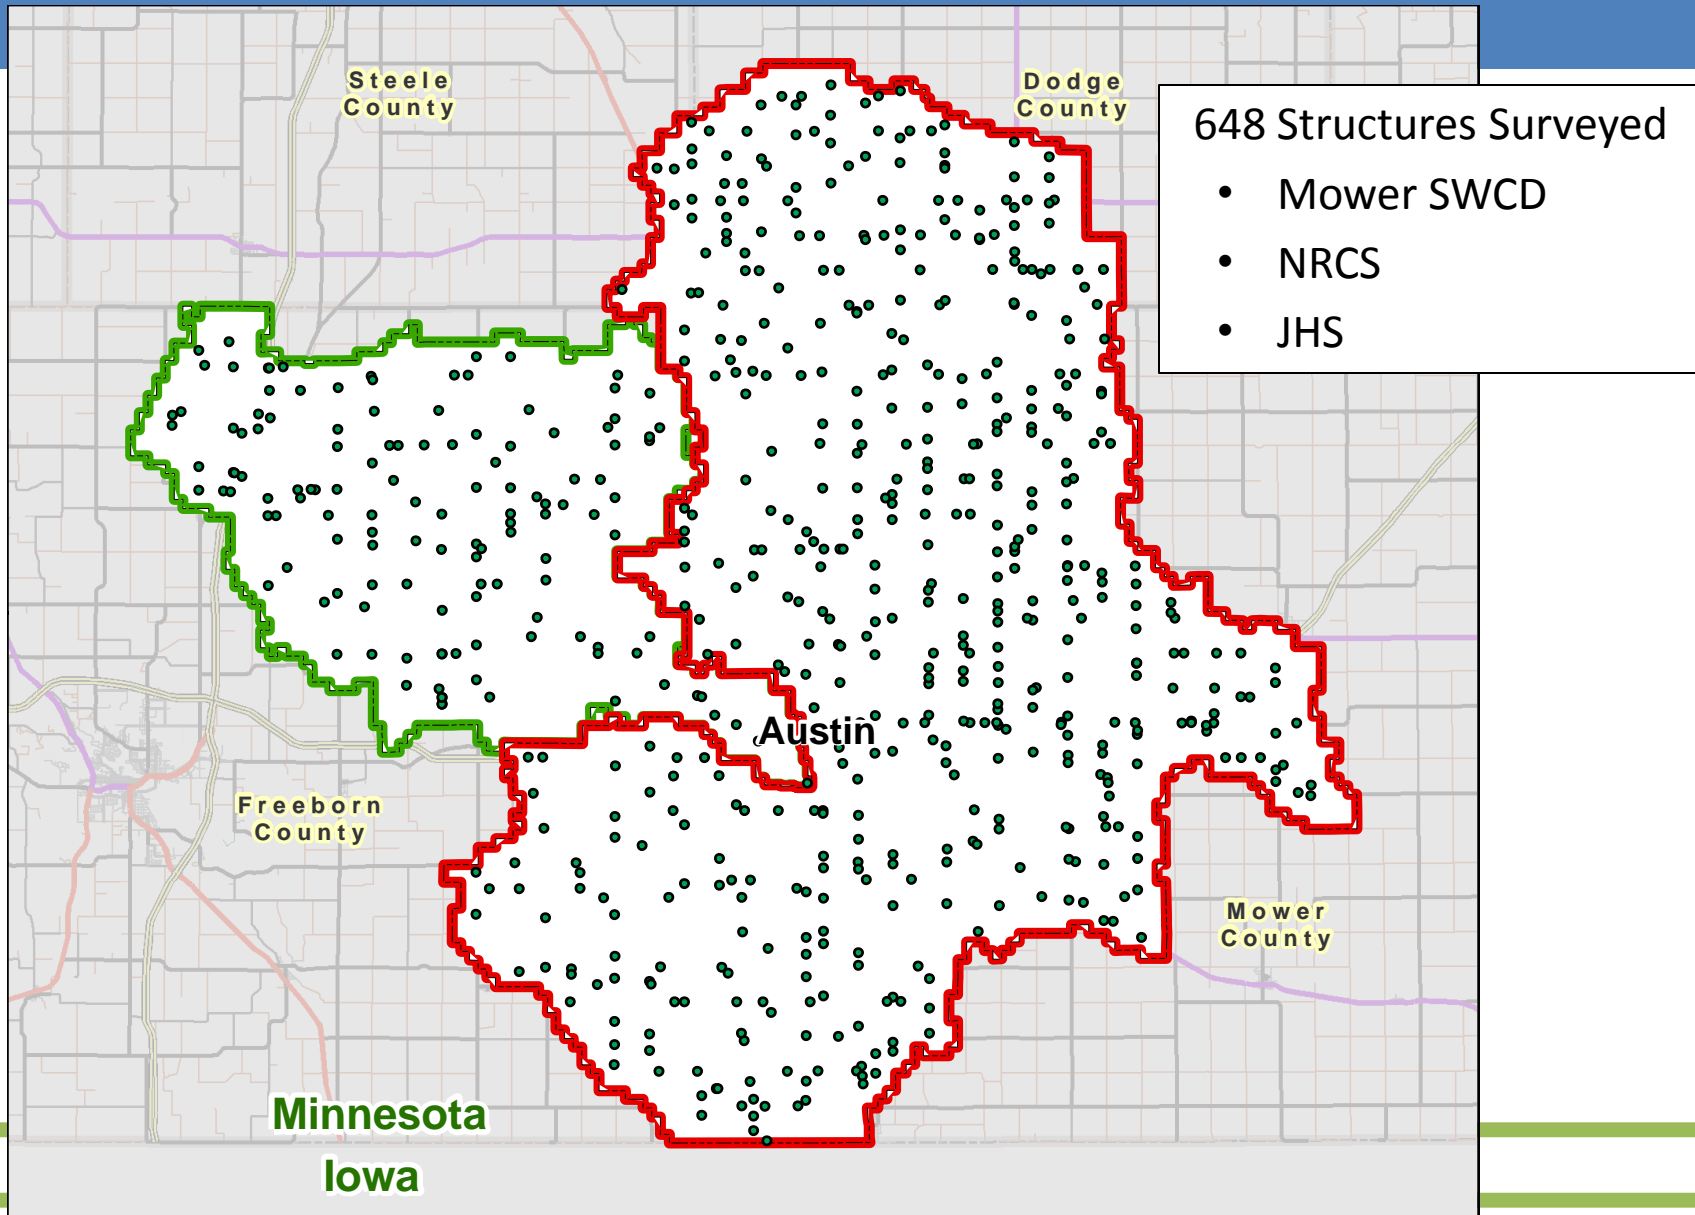 Steele
County
Dodge
County
648 Structures Surveyed
• Mower SWCD
• NRCS
• JHS
Austin
Freeborn
County
Mower
County
Minnesota
Iowa